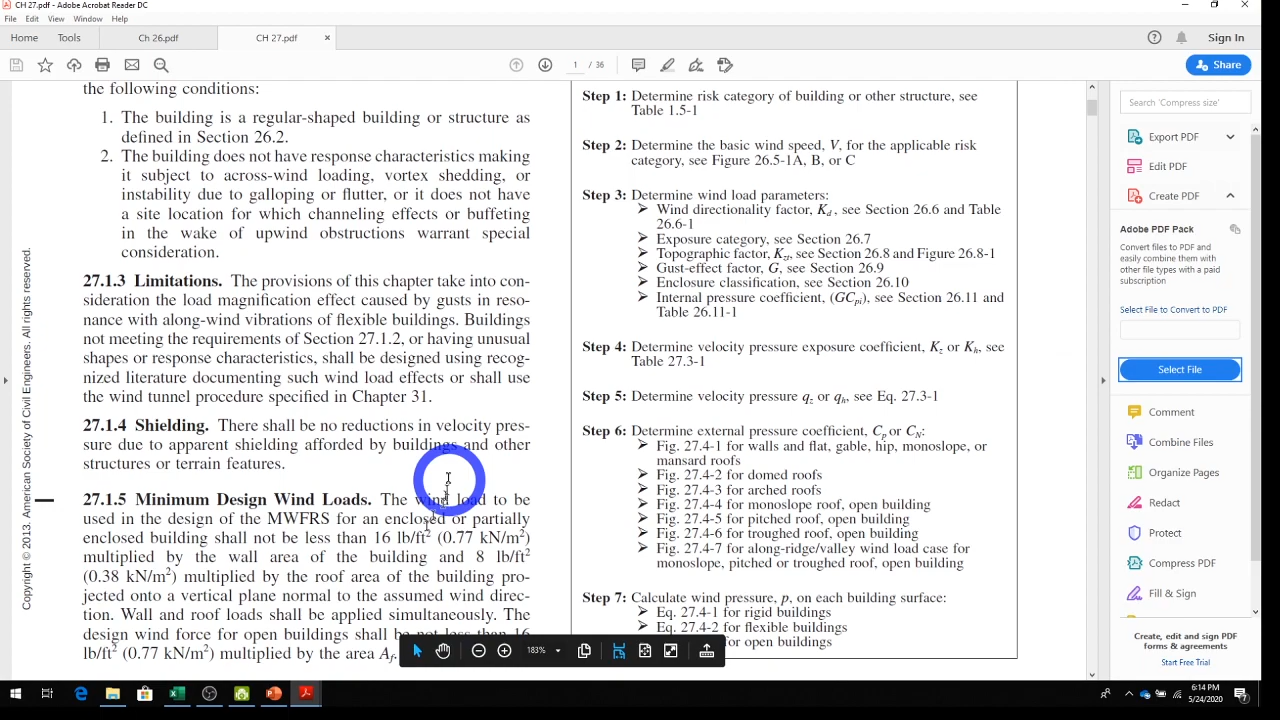 CH 27.pdf - Adobe Acrobat Reader DC
File Edit View Window Help
Home Tools CH 26.pdf CH 27.pdf × Sign In
1 / 36 Share
the following conditions:
1. The building is a regular-shaped building or structure as
defined in Section 26.2.
2. The building does not have response characteristics making
it subject to across-wind loading, vortex shedding, or
instability due to galloping or flutter, or it does not have
a site location for which channeling effects or buffeting
in the wake of upwind obstructions warrant special
consideration.
27.1.3 Limitations. The provisions of this chapter take into con-
sideration the load magnification effect caused by gusts in reso-
nance with along-wind vibrations of flexible buildings. Buildings
not meeting the requirements of Section 27.1.2, or having unusual
shapes or response characteristics, shall be designed using recog-
nized literature documenting such wind load effects or shall use
the wind tunnel procedure specified in Chapter 31.
27.1.4 Shielding. There shall be no reductions in velocity pres-
sure due to apparent shielding afforded by buildings and other
structures or terrain features.
27.1.5 Minimum Design Wind Loads. The wind load to be
used in the design of the MWFRS for an enclosed or partially
enclosed building shall not be less than 16 lb/ft² (0.77 kN/m²)
multiplied by the wall area of the building and 8 lb/ft²
(0.38 kN/m²) multiplied by the roof area of the building pro-
jected onto a vertical plane normal to the assumed wind direc-
tion. Wall and roof loads shall be applied simultaneously. The
design wind force for open buildings shall be not less than 16
lb/ft² (0.77 kN/m²) multiplied by the area Af.
Copyright © 2013. American Society of Civil Engineers. All rights reserved.
Step 1: Determine risk category of building or other structure, see
Table 1.5-1
Step 2: Determine the basic wind speed, V, for the applicable risk
category, see Figure 26.5-1A, B, or C
Step 3: Determine wind load parameters:
➢ Wind directionality factor, Kd , see Section 26.6 and Table
26.6-1
➢ Exposure category, see Section 26.7
➢ Topographic factor, Kzt, see Section 26.8 and Figure 26.8-1
➢ Gust-effect factor, G, see Section 26.9
➢ Enclosure classification, see Section 26.10
➢ Internal pressure coefficient, (GCpi), see Section 26.11 and
Table 26.11-1
Step 4: Determine velocity pressure exposure coefficient, Kz or Kh, see
Table 27.3-1
Step 5: Determine velocity pressure qz or qh, see Eq. 27.3-1
Step 6: Determine external pressure coefficient, Cp or CN:
➢ Fig. 27.4-1 for walls and flat, gable, hip, monoslope, or
mansard roofs
➢ Fig. 27.4-2 for domed roofs
➢ Fig. 27.4-3 for arched roofs
➢ Fig. 27.4-4 for monoslope roof, open building
➢ Fig. 27.4-5 for pitched roof, open building
➢ Fig. 27.4-6 for troughed roof, open building
➢ Fig. 27.4-7 for along-ridge/valley wind load case for
monoslope, pitched or troughed roof, open building
Step 7: Calculate wind pressure, p, on each building surface:
➢ Eq. 27.4-1 for rigid buildings
➢ Eq. 27.4-2 for flexible buildings
for open buildings
183%
Search 'Compress size'
Export PDF
Edit PDF
Create PDF
Adobe PDF Pack
Convert files to PDF
and easily combine them
with other file types with a paid
subscription.
Select File to Convert to PDF
Select File
Comment
Combine Files
Organize Pages
Redact
Protect
Compress PDF
Fill & Sign
Create, edit and sign PDF
forms & agreements
Start Free Trial
6:14 PM
5/24/2020